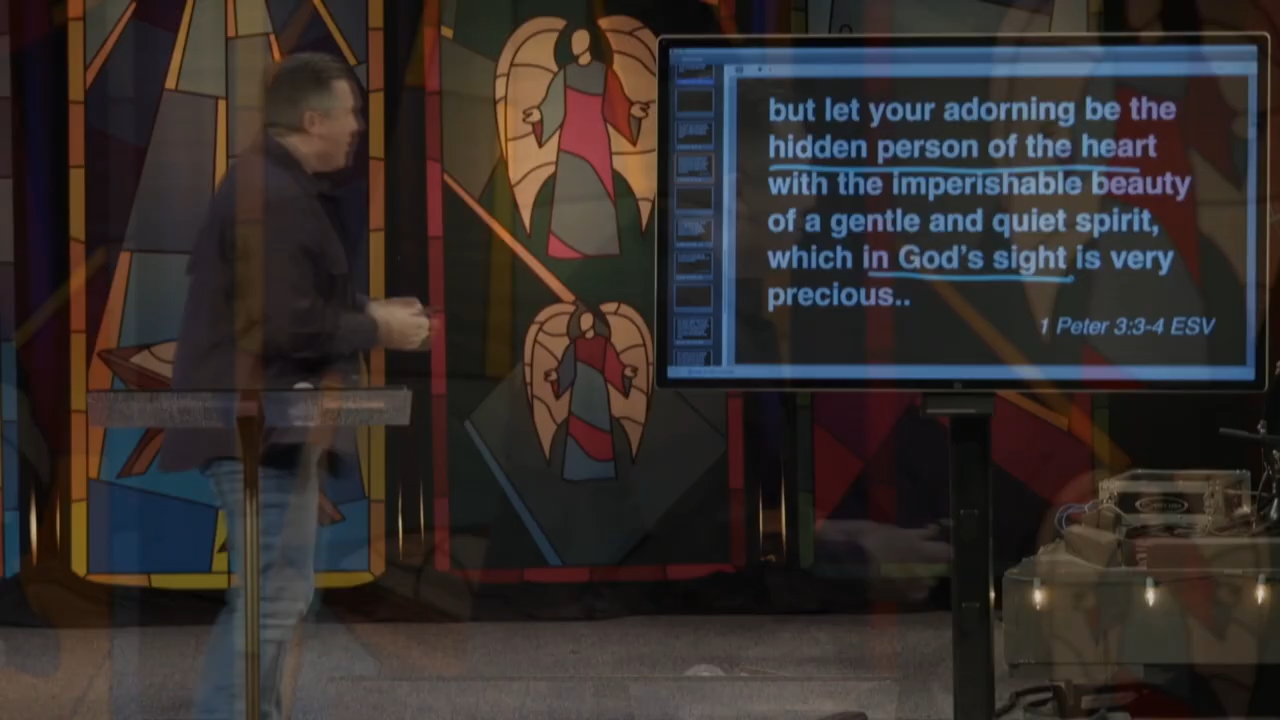 but let your adorning be the
hidden person of the heart
with the imperishable beauty
of a gentle and quiet spirit,
which in God's sight is very
precious..
1 Peter 3:3-4 ESV